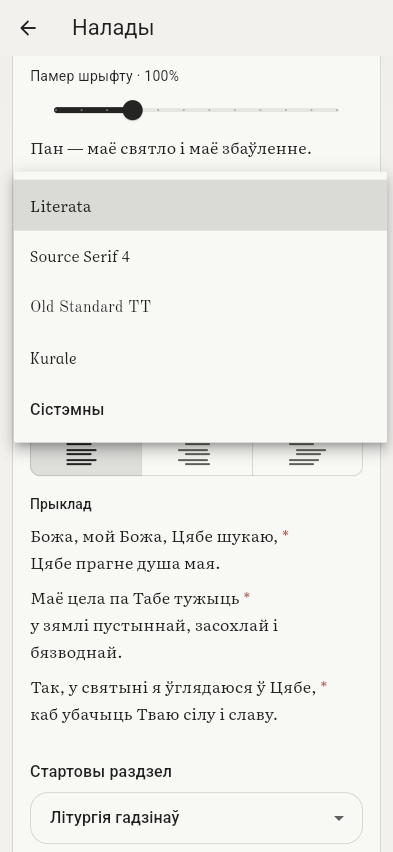 Налады
Памер шрыфту · 100%
Пан — маё святло і маё збаўленне.
Literata
Source Serif 4
Old Standard TT
Kurale
Сістэмны
Прыклад
Божа, мой Божа, Цябе шукаю, *
Цябе прагне душа мая.
Маё цела па Табе тужыць *
у зямлі пустыннай, засохлай і
бязводнай.
Так, у святыні я ўглядаюся ў Цябе, *
каб убачыць Тваю сілу і славу.
Стартовы раздзел
Літургія гадзінаў